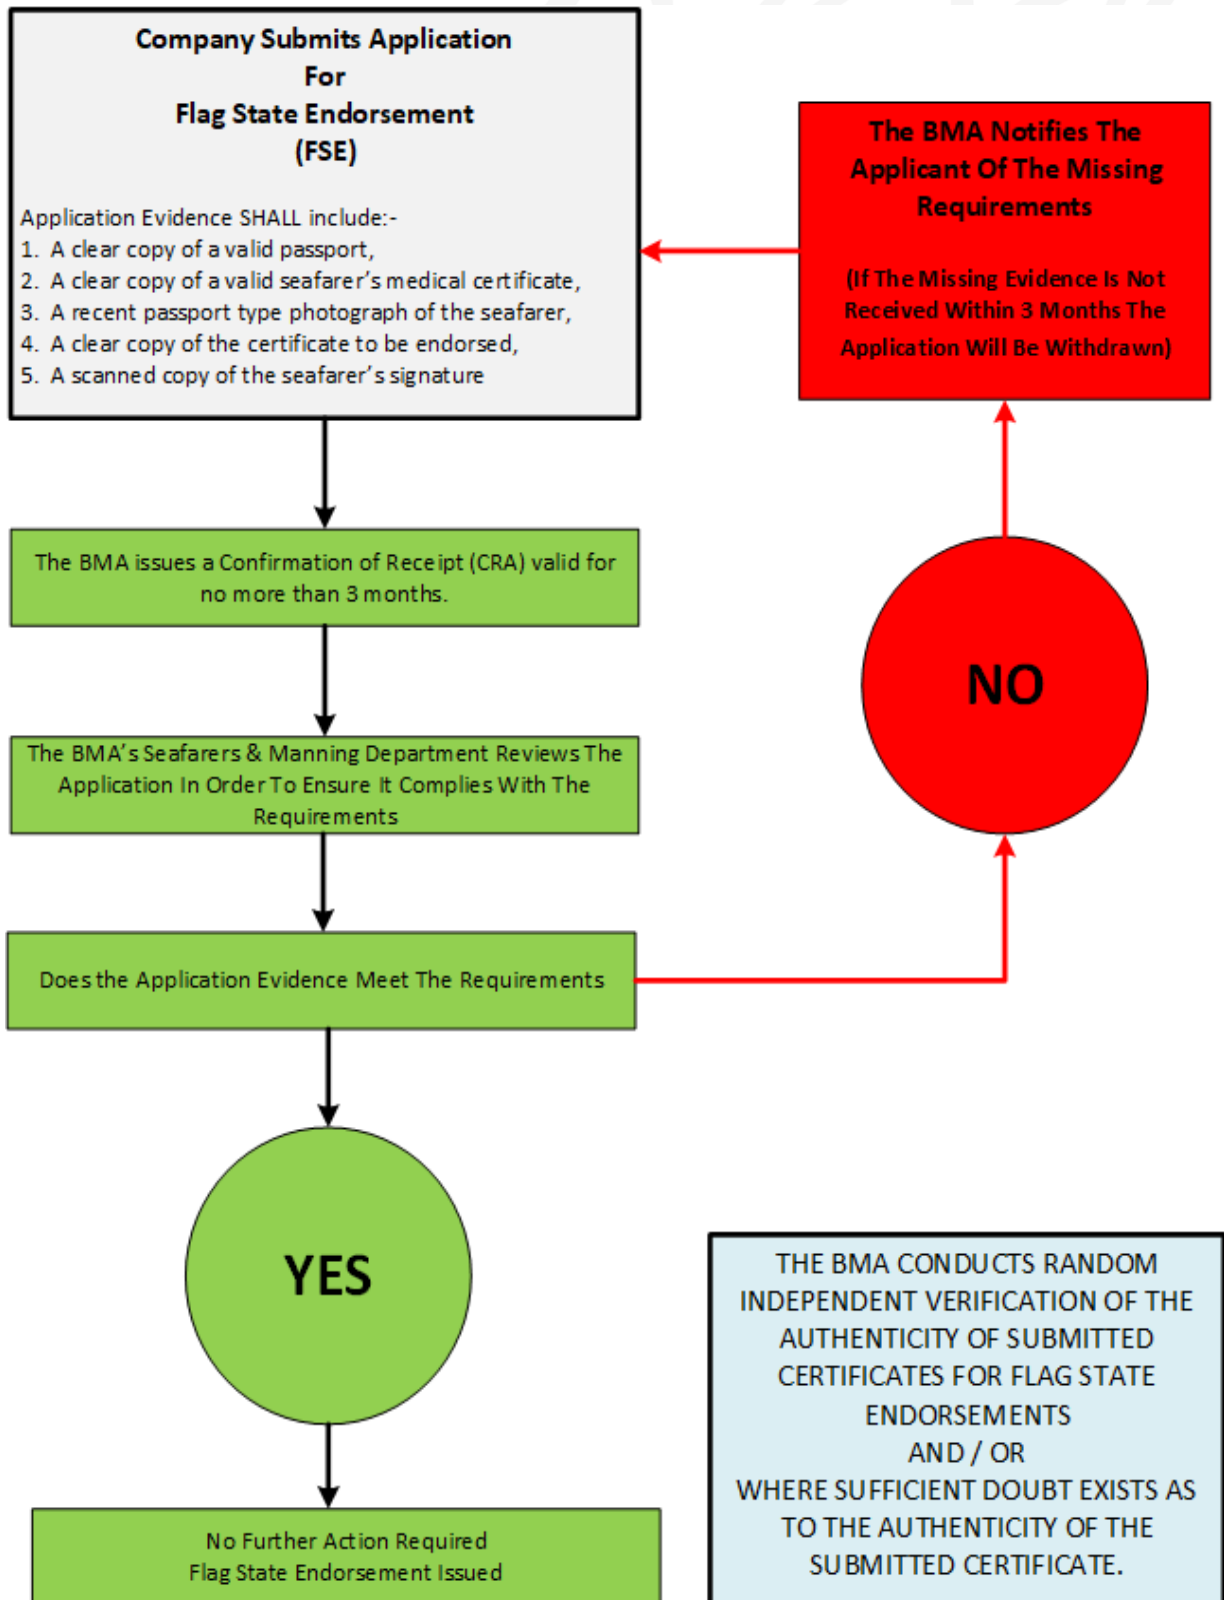 Company Submits Application
For
Flag State Endorsement
(FSE)
Application Evidence SHALL include:-
1. A clear copy of a valid passport,
2. A clear copy of a valid seafarer's medical certificate,
3. A recent passport type photograph of the seafarer,
4. A clear copy of the certificate to be endorsed,
5. A scanned copy of the seafarer's signature
The BMA Notifies The
Applicant Of The Missing
Requirements
(If The Missing Evidence Is Not
Received Within 3 Months The
Application Will Be Withdrawn)
The BMA issues a Confirmation of Receipt (CRA) valid for
no more than 3 months.
NO
The BMA's Seafarers & Manning Department Reviews The
Application In Order To Ensure It Complies With The
Requirements
Does the Application Evidence Meet The Requirements
YES
No Further Action Required
Flag State Endorsement Issued
THE BMA CONDUCTS RANDOM
INDEPENDENT VERIFICATION OF THE
AUTHENTICITY OF SUBMITTED
CERTIFICATES FOR FLAG STATE
ENDORSEMENTS
AND / OR
WHERE SUFFICIENT DOUBT EXISTS AS
TO THE AUTHENTICITY OF THE
SUBMITTED CERTIFICATE.